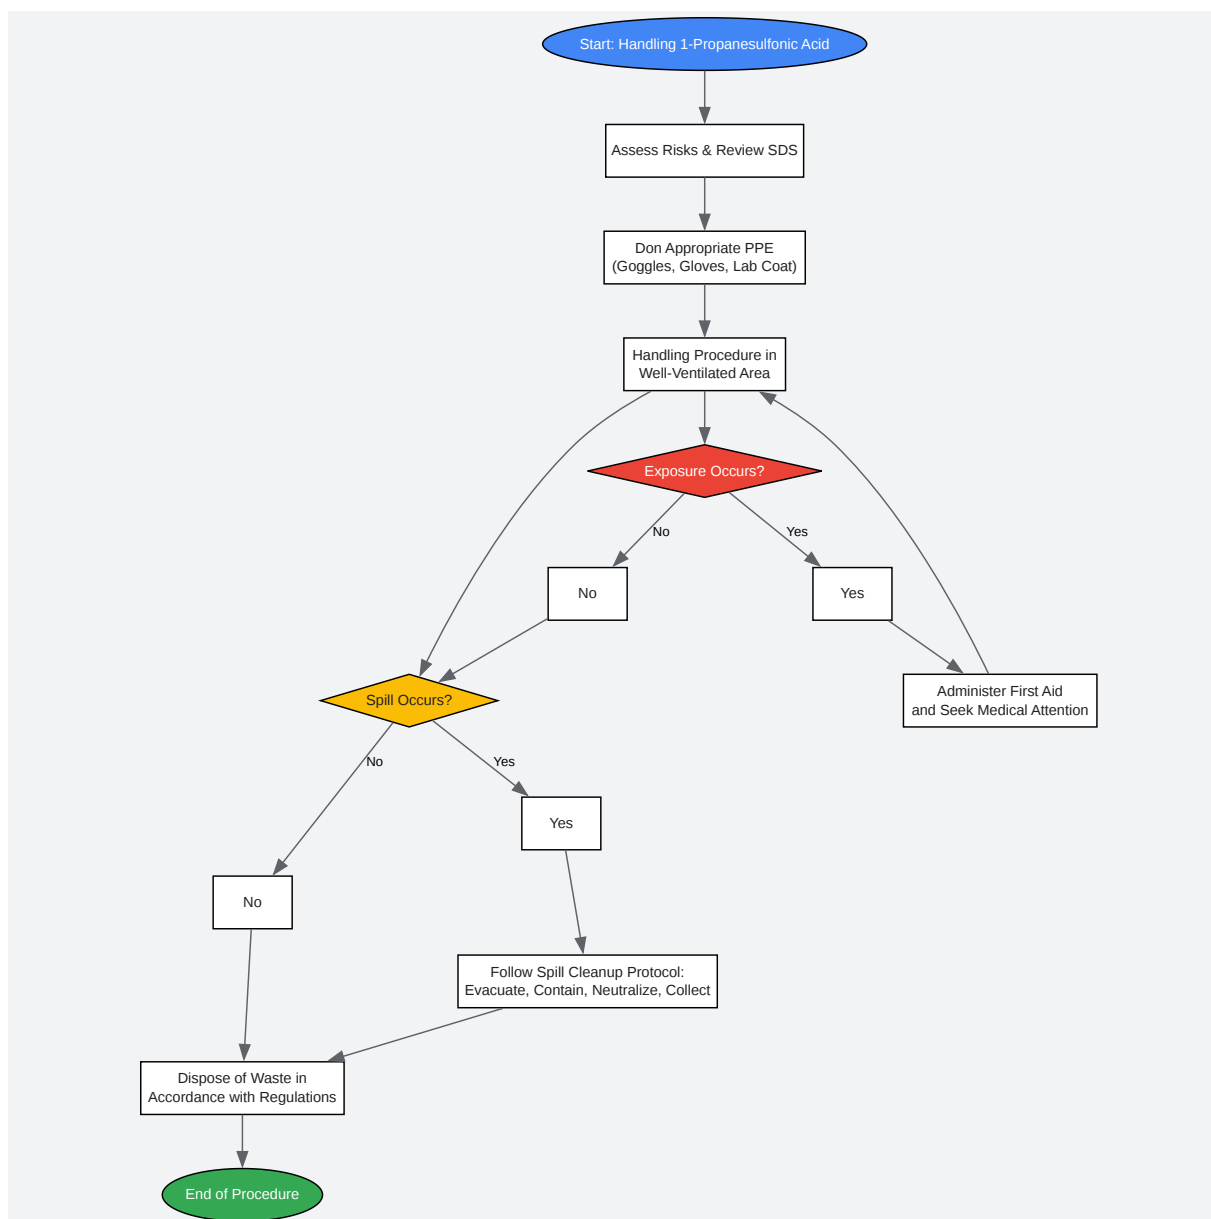 Start: Handling 1-Propanesulfonic Acid
Assess Risks & Review SDS
Don Appropriate PPE
(Goggles, Gloves, Lab Coat)
Handling Procedure in
Well-Ventilated Area
Exposure Occurs?
No
Yes
No
Yes
Spill Occurs?
Administer First Aid
and Seek Medical Attention
No
Yes
Yes
No
Follow Spill Cleanup Protocol:
Evacuate, Contain, Neutralize, Collect
Dispose of Waste in
Accordance with Regulations
End of Procedure